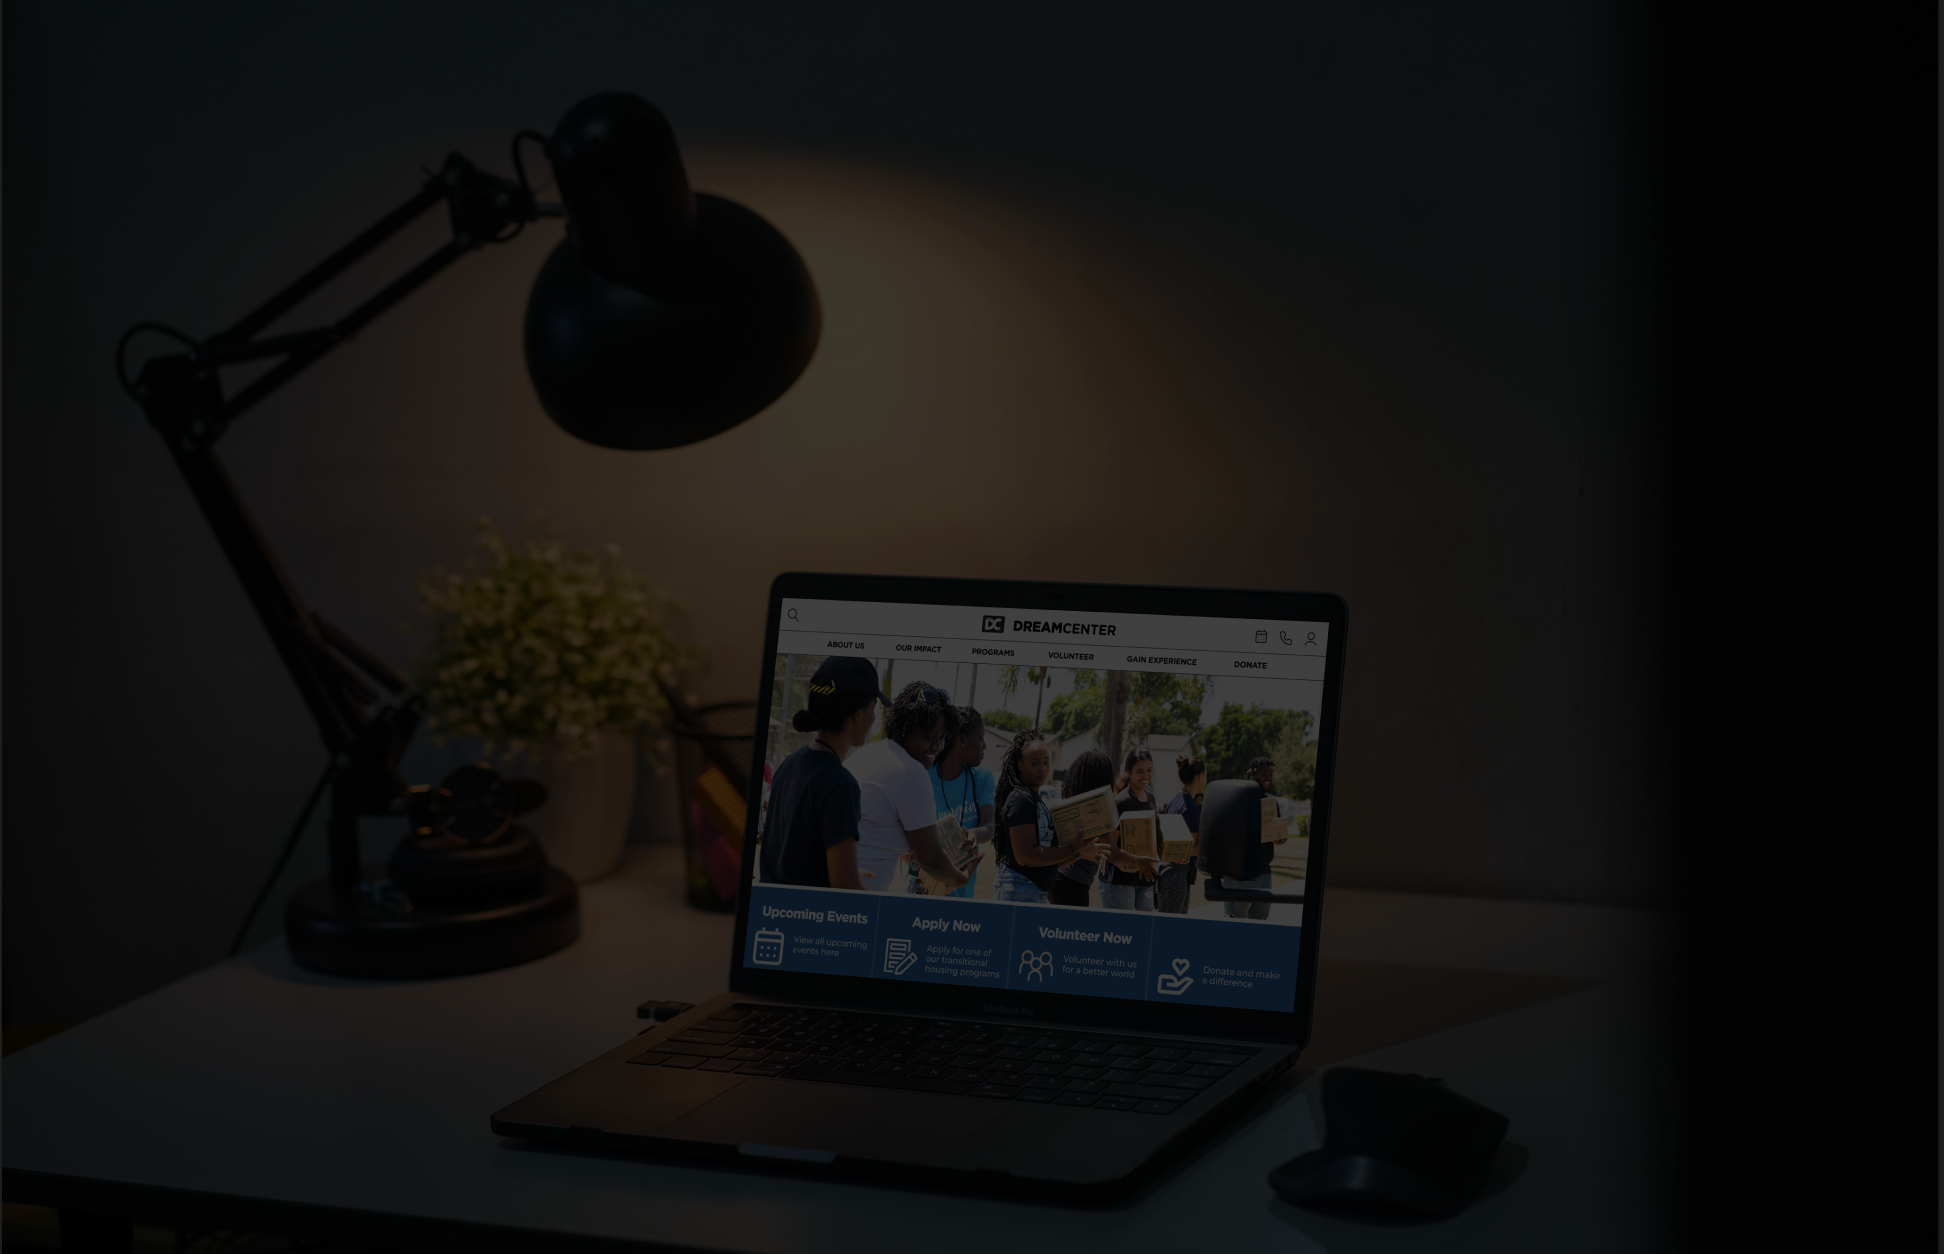 DC DREAMCENTER
ABOUT US OUR IMPACT PROGRAMS VOLUNTEER GAIN EXPERIENCE DONATE
Upcoming Events
View all upcoming
events here
Apply Now
Apply for one of
our transitional
housing programs
Volunteer Now
Volunteer with us
for a better world
Donate and make
a difference
MacBook Pro